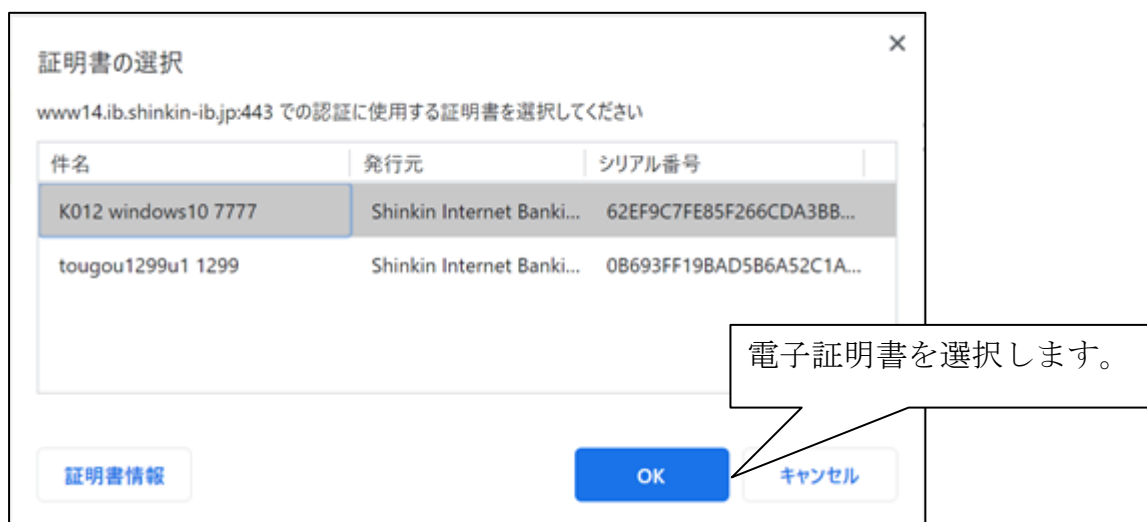 証明書の選択
www14.ib.shinkin-ib.jp:443 での認証に使用する証明書を選択してください
件名 発行元 シリアル番号
K012 windows10 7777 Shinkin Internet Banki... 62EF9C7FE85F266CDA3BB...
tougou1299u1 1299 Shinkin Internet Banki... 0B693FF19BAD5B6A52C1A...
電子証明書を選択します。
証明書情報 OK キャンセル